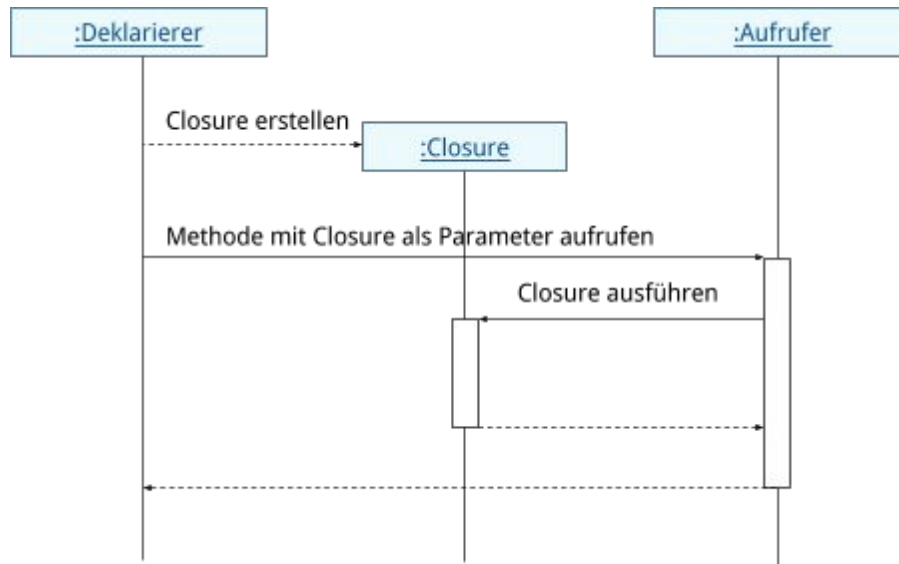 :Deklarierer
:Aufrufer
Closure erstellen
:Closure
Methode mit Closure als Parameter aufrufen
Closure ausführen